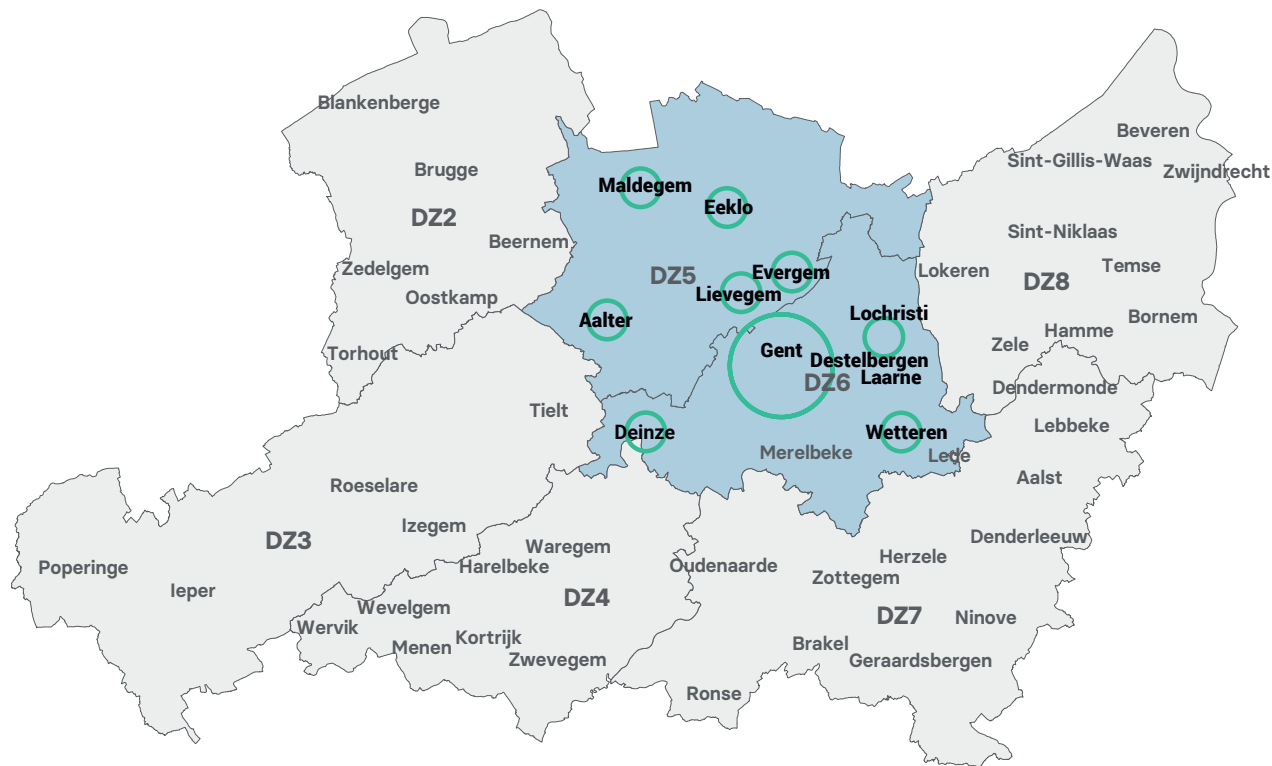 Blankenberge
Beveren
Sint-Gillis-Waas
Brugge
Zwijndrecht
Maldegem
Eeklo
DZ2
Sint-Niklaas
Beernem
Temse
Zedelgem
Evergem
Lokeren
DZ5
DZ8
Lievegem
Oostkamp
Lochristi
Bornem
Aalter
Hamme
Zele
Gent
Torhout
Destelbergen
Laarne
DZ6
Dendermonde
Tielt
Lebbeke
Deinze
Wetteren
Merelbeke
Lede
Aalst
Roeselare
Izegem
Denderleeuw
DZ3
Waregem
Herzele
Poperinge
Harelbeke
Oudenaarde
Zottegem
Ieper
DZ4
Wevelgem
DZ7
Ninove
Wervik
Kortrijk
Menen
Brakel
Zwevegem
Geraardsbergen
Ronse